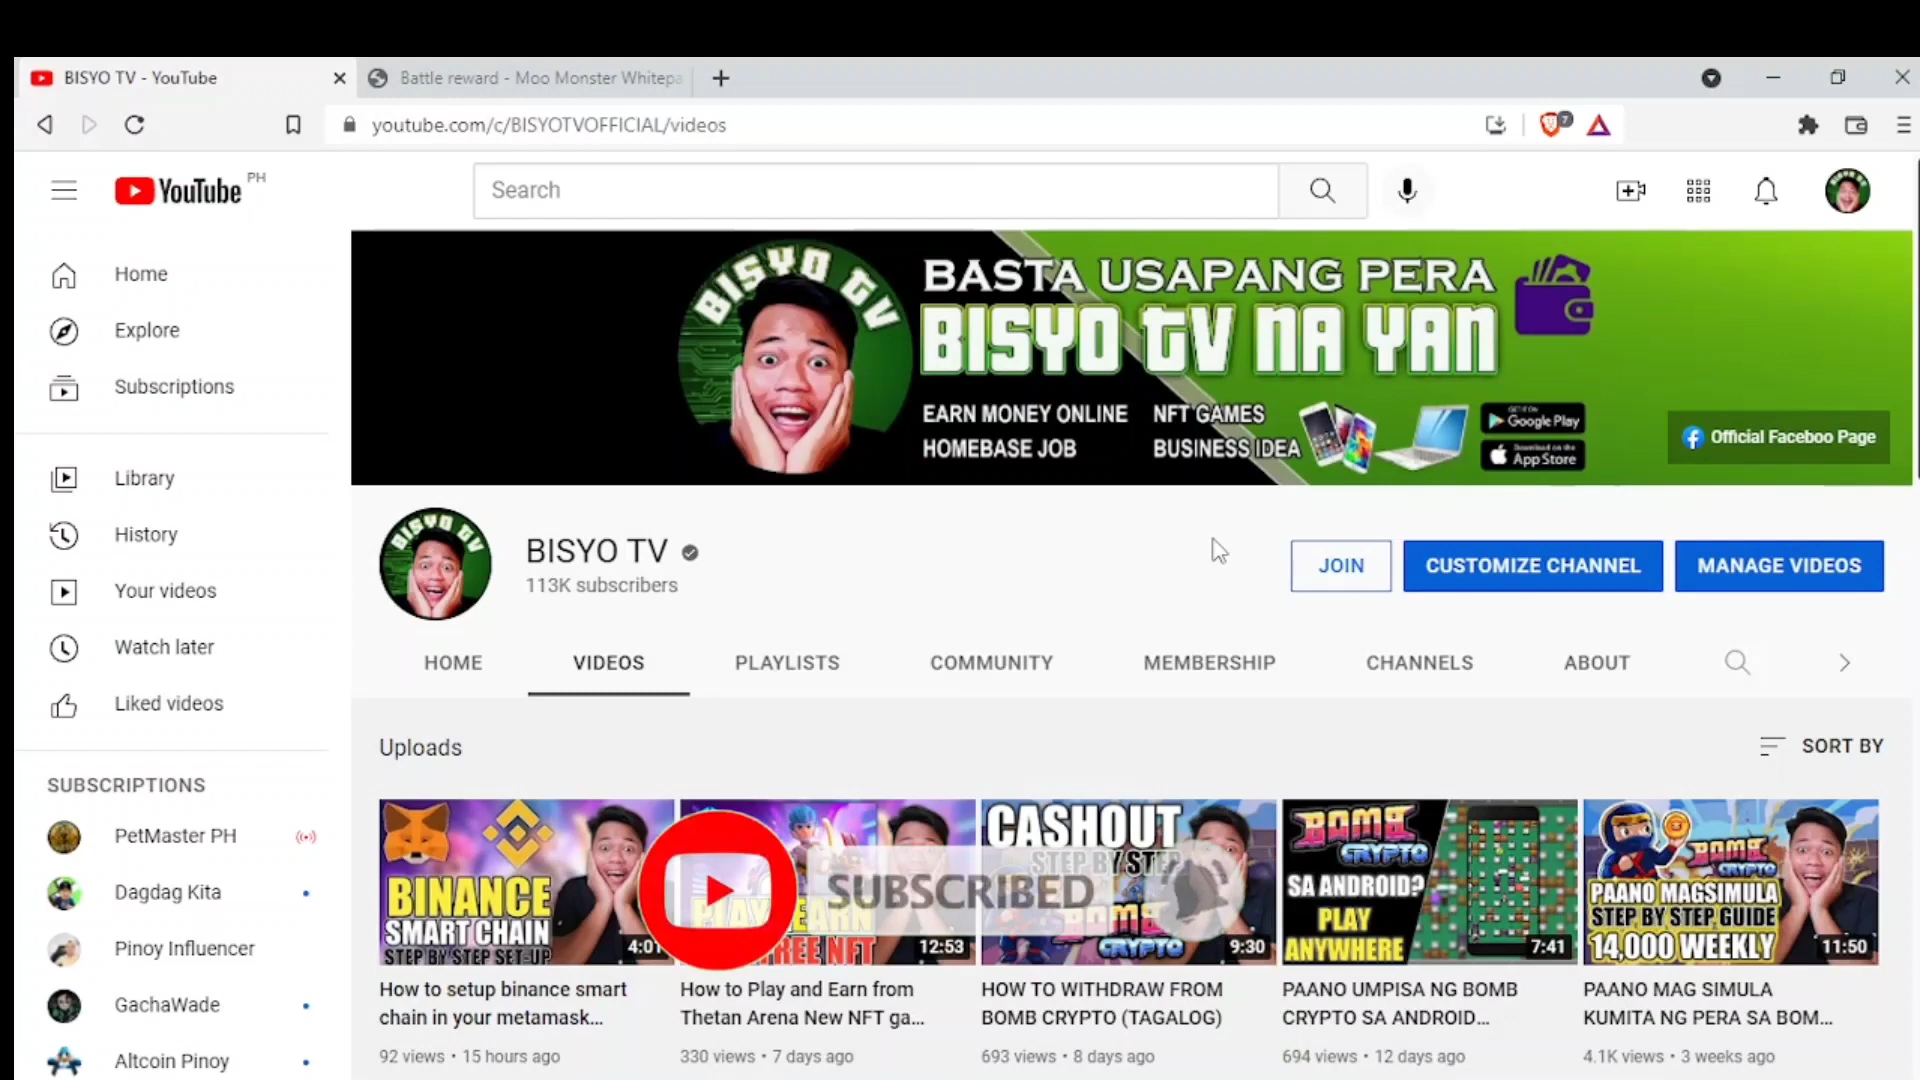 BISYO TV - YouTube
Battle reward - Moo Monster Whitepa
youtube.com/c/BISYOTVOFFICIAL/videos
7
YouTube PH
Search
Home
Explore
Subscriptions
Library
History
Your videos
Watch later
Liked videos
SUBSCRIPTIONS
PetMaster PH
Dagdag Kita
Pinoy Influencer
GachaWade
Altcoin Pinoy
BISYO TV
BASTA USAPANG PERA
BISYO TV NA YAN
EARN MONEY ONLINE NFT GAMES
HOMEBASE JOB BUSINESS IDEA
GET IT ON
Google Play
Download on the
App Store
Official Faceboo Page
BISYO TV
BISYO TV
113K subscribers
JOIN
CUSTOMIZE CHANNEL
MANAGE VIDEOS
HOME VIDEOS PLAYLISTS COMMUNITY MEMBERSHIP CHANNELS ABOUT
Uploads
SORT BY
BINANCE
SMART CHAIN
STEP BY STEP SET-UP
4:01
How to setup binance smart
chain in your metamask...
92 views • 15 hours ago
FREE NFT
12:53
How to Play and Earn from
Thetan Arena New NFT ga...
330 views • 7 days ago
SUBSCRIBED
CASHOUT
STEP BY STEP
BOMB
CRYPTO
9:30
HOW TO WITHDRAW FROM
BOMB CRYPTO (TAGALOG)
693 views • 8 days ago
BOMB
CRYPTO
SA ANDROID?
PLAY
ANYWHERE
7:41
PAANO UMPISA NG BOMB
CRYPTO SA ANDROID...
694 views • 12 days ago
BOMB
CRYPTO
PAANO MAGSIMULA
STEP BY STEP GUIDE
14,000 WEEKLY
11:50
PAANO MAG SIMULA
KUMITA NG PERA SA BOM...
4.1K views • 3 weeks ago